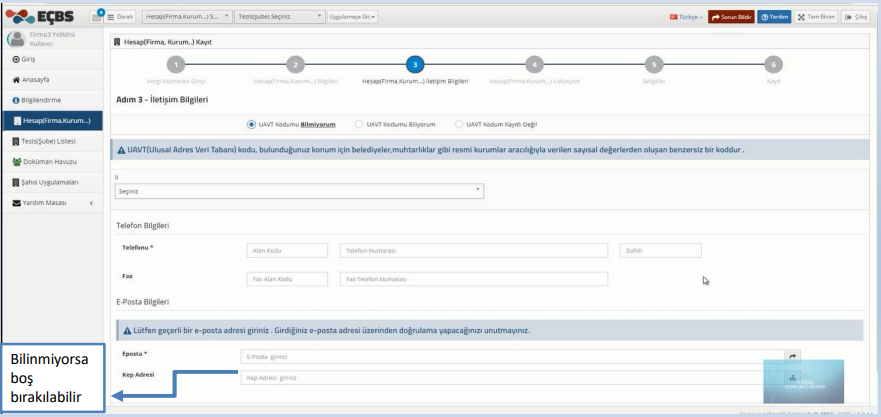 EÇBS
Daralt
Hesap(Firma.Kurum...) S...
Tesis(şube) Seçiniz
Uygulamaya Git
Türkçe
Sorun Bildir
Yardım
Tam Ekran
Çıkış
Firma3 Yetkilisi
Kullanıcı
Giriş
Anasayfa
Bilgilendirme
Hesap(Firma,Kurum...)
Tesis(Şube) Listesi
Doküman Havuzu
Şahıs Uygulamaları
Yardım Masası
Hesap(Firma, Kurum..) Kayıt
1
2
3
4
5
6
Vergi Numarası Girişi
Hesap(Firma.Kurum...) Bilgileri
Hesap(Firma.Kurum...) İletişim Bilgileri
Hesap(Firma.Kurum...) Lokasyon
Belgeler
Kayıt
Adım 3 - İletişim Bilgileri
UAVT Kodumu Bilmiyorum
UAVT Kodumu Biliyorum
UAVT Kodum Kayıtlı Değil
UAVT(Ulusal Adres Veri Tabanı) kodu, bulunduğunuz konum için belediyeler,muhtarlıklar gibi resmi kurumlar aracılığıyla verilen sayısal değerlerden oluşan benzersiz bir koddur .
İl
Seçiniz
Telefon Bilgileri
Telefonu *
Alan Kodu
Telefon Numarası
Dahili
Fax
Fax Alan Kodu
Fax Telefon Numarası
E-Posta Bilgileri
Lütfen geçerli bir e-posta adresi giriniz . Girdiğiniz e-posta adresi üzerinden doğrulama yapacağınızı unutmayınız.
Eposta *
E-Posta giriniz
Kep Adresi
Kep Adresi giriniz
Bilinmiyorsa
boş
bırakılabilir